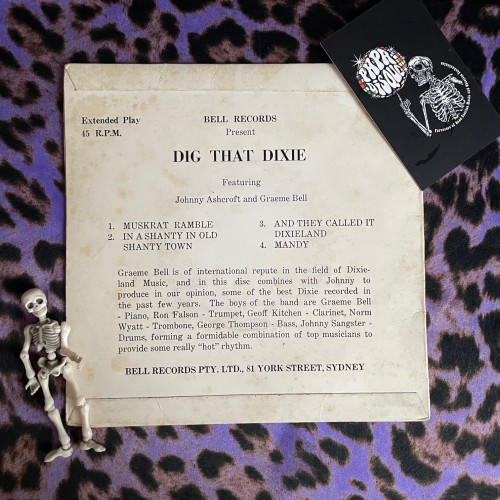 PAPA
DISQUE
Extended Play
45 R.P.M.
BELL RECORDS
Present
DIG THAT DIXIE
Featuring
Johnny Ashcroft and Graeme Bell
1. MUSKRAT RAMBLE
2. IN A SHANTY IN OLD
SHANTY TOWN
3. AND THEY CALLED IT
DIXIELAND
4. MANDY
Graeme Bell is of international repute in the field of Dixie-
land Music, and in this disc combines with Johnny to
produce in our opinion, some of the best Dixie recorded in
the past few years. The boys of the band are Graeme Bell
- Piano, Ron Falson - Trumpet, Geoff Kitchen - Clarinet, Norm
Wyatt - Trombone, George Thompson - Bass, Johnny Sangster -
Drums, forming a formidable combination of top musicians to
provide some really "hot" rhythm.
BELL RECORDS PTY. LTD., 81 YORK STREET, SYDNEY